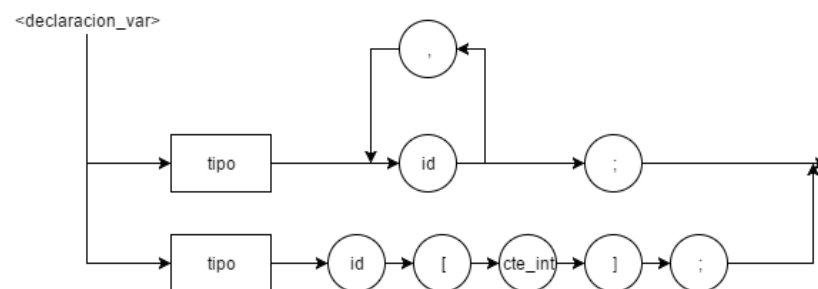 <declaracion_var>
,
tipo
id
;
tipo
id
[
cte_int
]
;